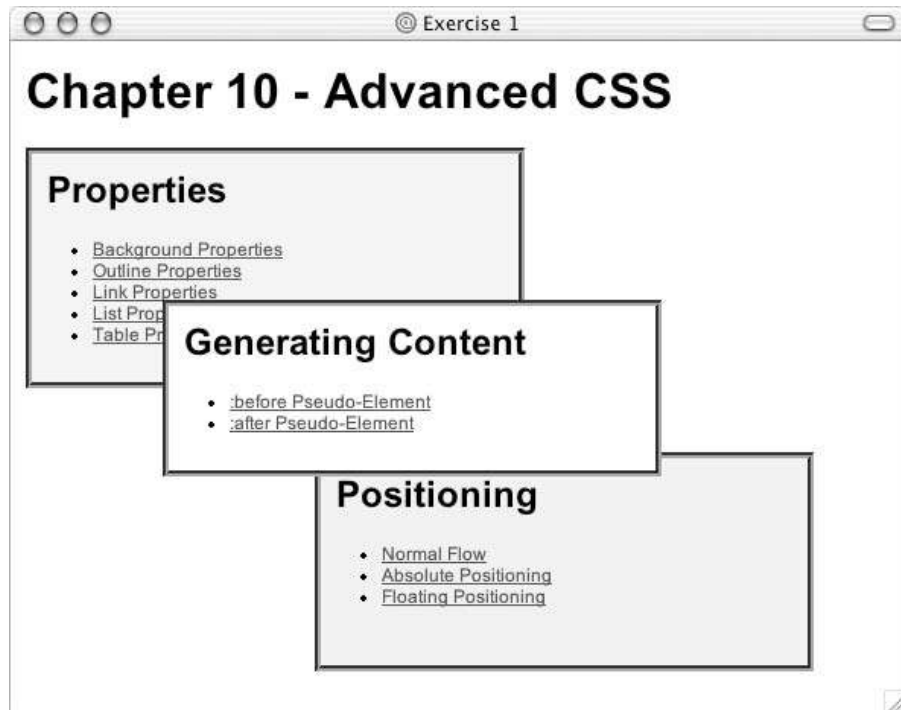 Exercise 1
Chapter 10 - Advanced CSS
Properties
Background Properties
Outline Properties
Link Properties
List Prop
Table Pr
Generating Content
:before Pseudo-Element
:after Pseudo-Element
Positioning
Normal Flow
Absolute Positioning
Floating Positioning